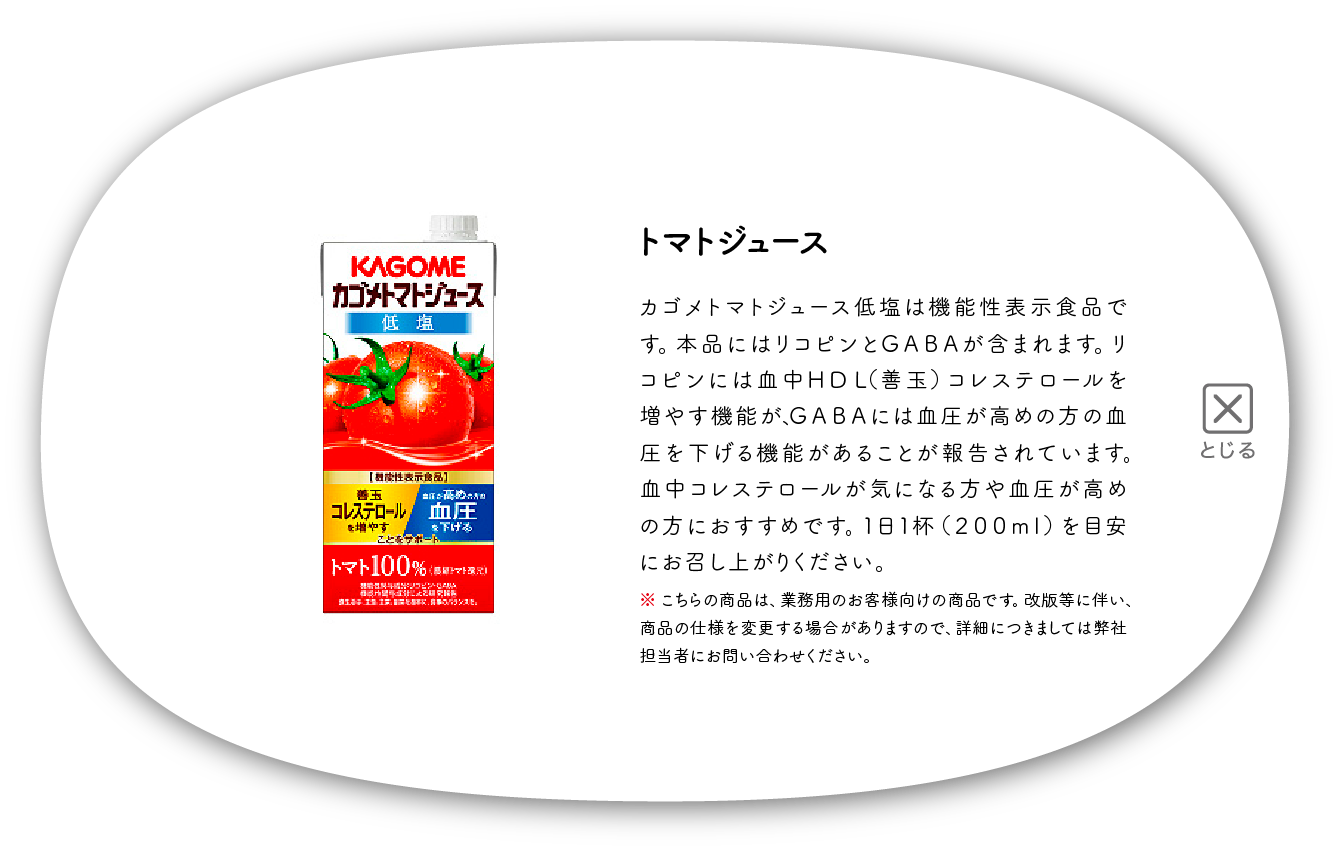 KAGOME
カゴメトマトジュース
低 塩
【機能性表示食品】
善玉
コレステロール
を増やす
血圧が高めの方の
血圧
を下げる
ことをサポート
トマト100%(濃縮トマト還元)
トマトジュース
カゴメトマトジュース低塩は機能性表示食品で
す。本品にはリコピンとGABAが含まれます。リ
コピンには血中HDL(善玉)コレステロールを
増やす機能が、GABAには血圧が高めの方の血
圧を下げる機能があることが報告されています。
血中コレステロールが気になる方や血圧が高め
の方におすすめです。1日1杯(200ml)を目安
にお召し上がりください。
※ こちらの商品は、業務用のお客様向けの商品です。改版等に伴い、
商品の仕様を変更する場合がありますので、詳細につきましては弊社
担当者にお問い合わせください。
とじる